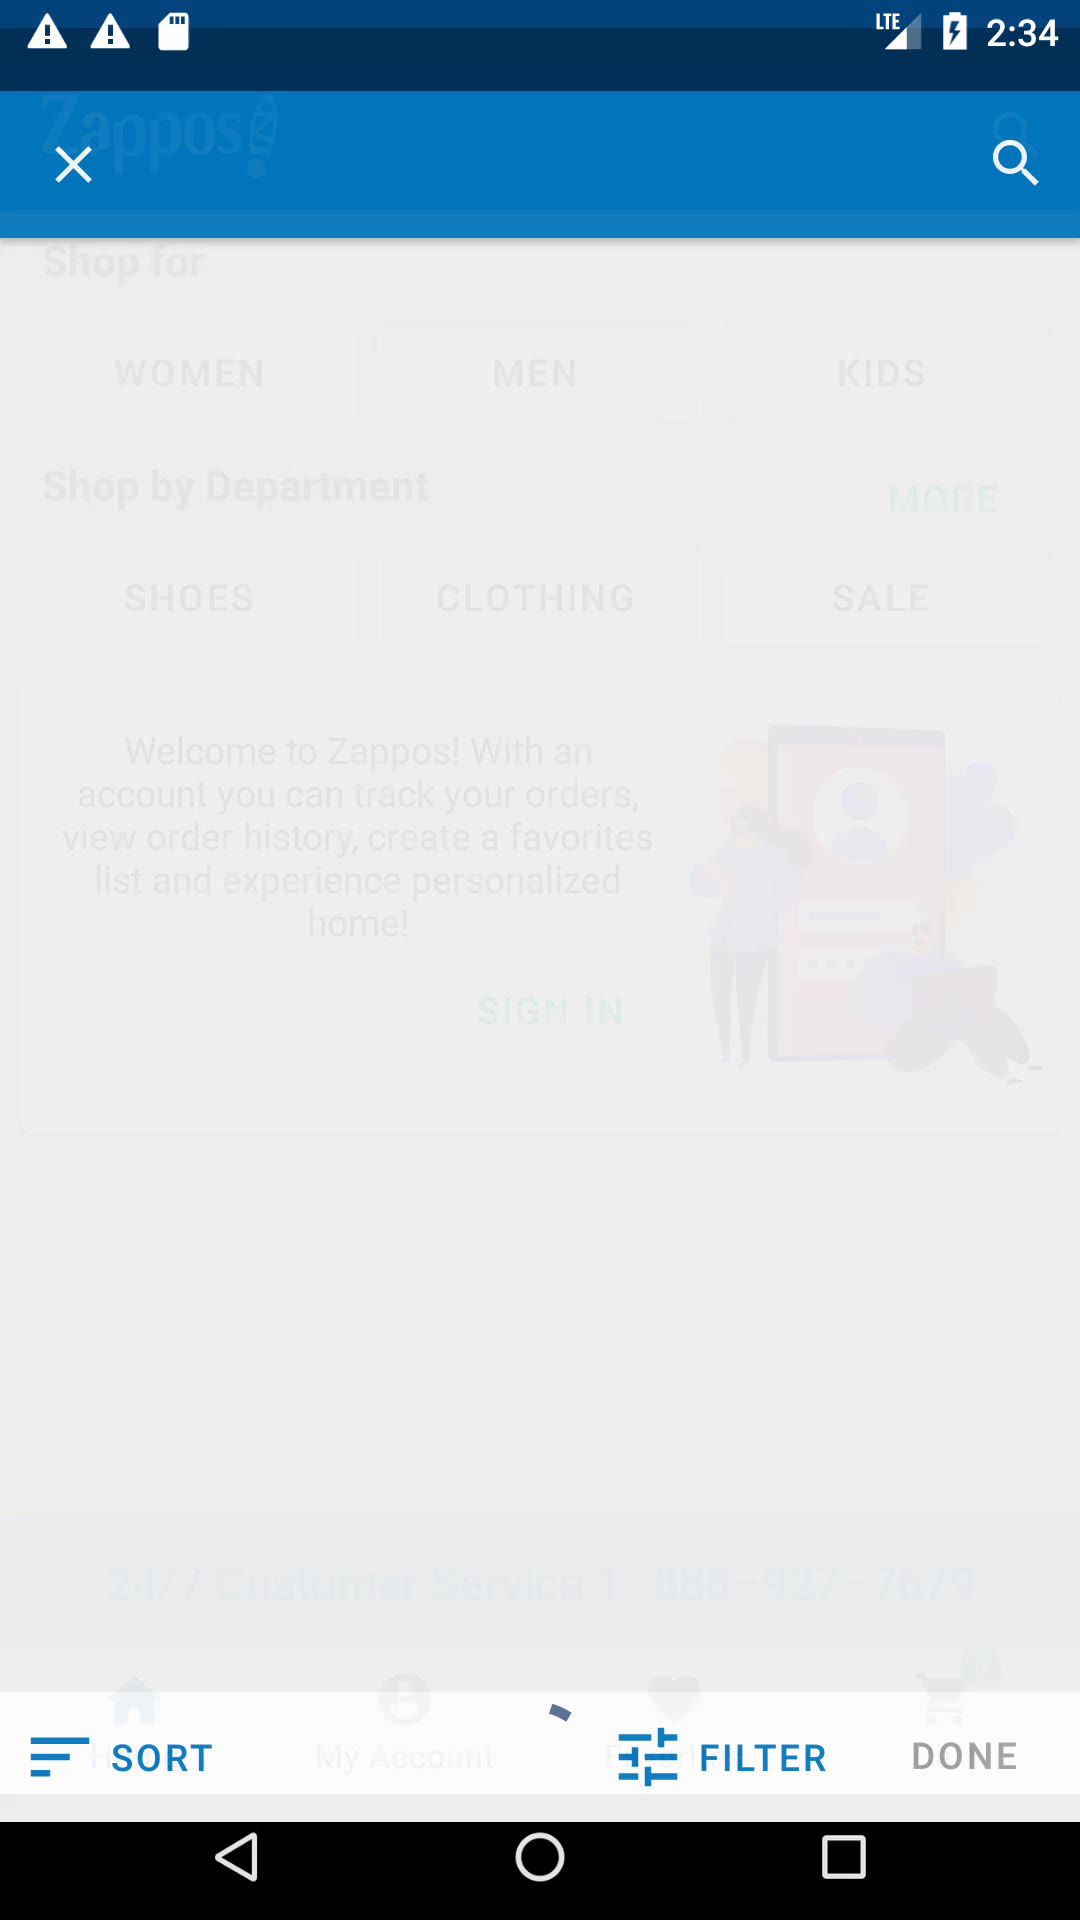 LTE 2:34
Zappos
Shop for
WOMEN MEN KIDS
Shop by Department
MORE
SHOES CLOTHING SALE
Welcome to Zappos! With an
account you can track your orders,
view order history, create a favorites
list and experience personalized
home!
SIGN IN
24/7 Customer Service 1-888-927-7679
My Account
SORT FILTER DONE